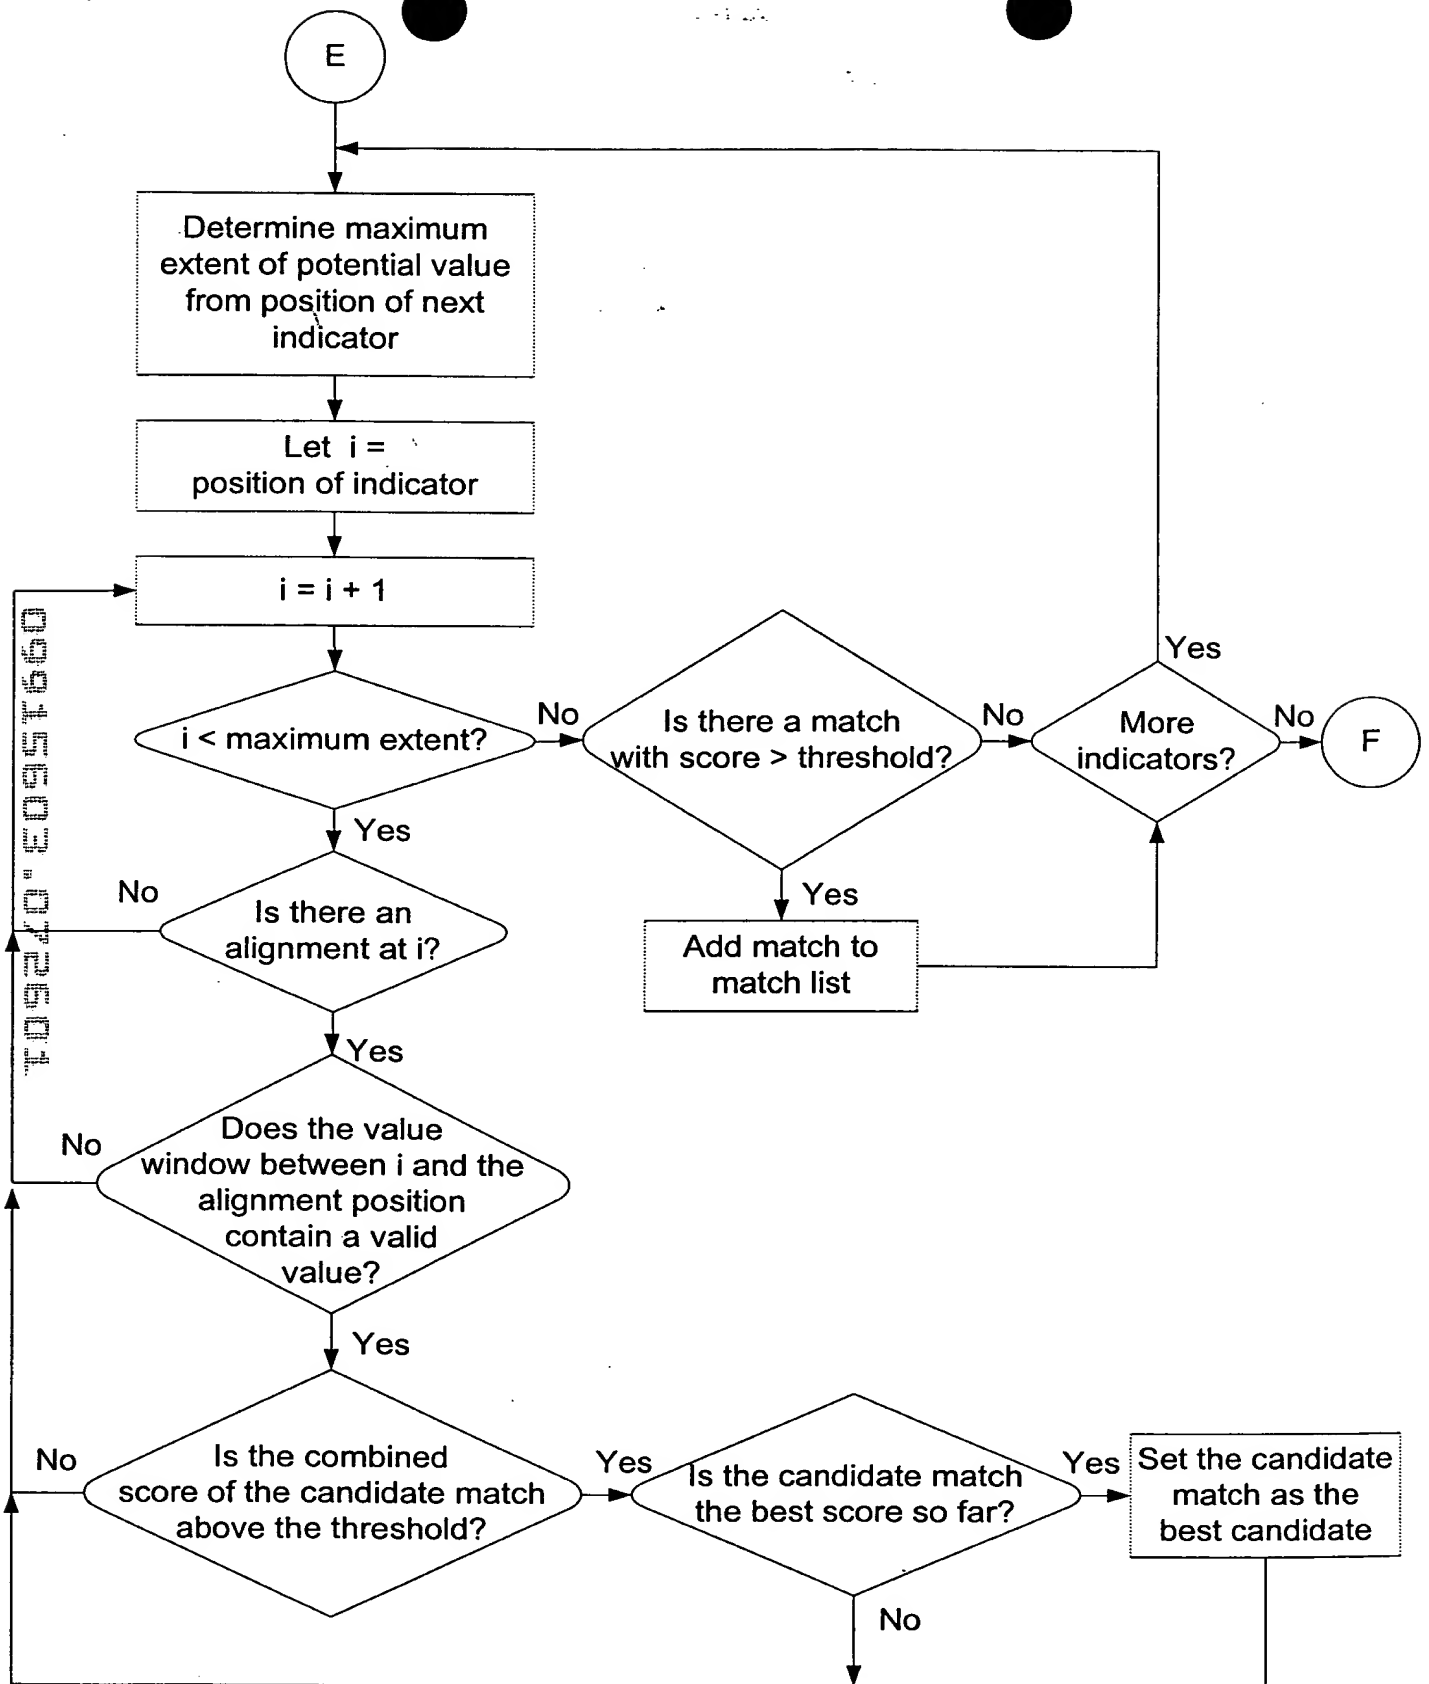 E
Determine maximum
extent of potential value
from position of next
indicator
Let i =
position of indicator
i = i + 1
i < maximum extent?
No
Yes
Is there a match
with score > threshold?
No
Yes
Add match to
match list
More
indicators?
Yes
No
F
Is there an
alignment at i?
No
Yes
Does the value
window between i and the
alignment position
contain a valid
value?
No
Yes
Is the combined
score of the candidate match
above the threshold?
No
Yes
Is the candidate match
the best score so far?
Yes
No
Set the candidate
match as the
best candidate
09915603.072601